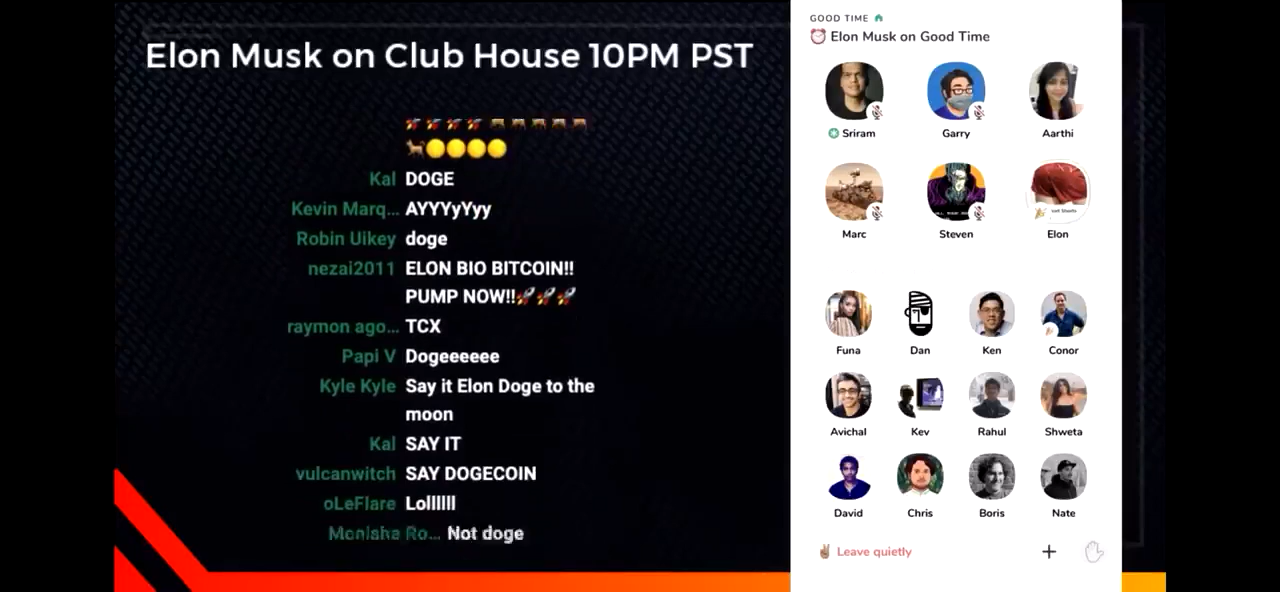 Elon Musk on Club House 10PM PST
Kal DOGE
Kevin Marq... AYYYyYyy
Robin Uikey doge
nezai2011 ELON BIO BITCOIN!!
PUMP NOW!!🚀🚀🚀
raymon ago... TCX
Papi V Dogeeeeee
Kyle Kyle Say it Elon Doge to the
moon
Kal SAY IT
vulcanwitch SAY DOGECOIN
oLeFlare Lollllll
Monisha Ro... Not doge
GOOD TIME
Elon Musk on Good Time
Sriram Garry Aarthi
Marc Steven Elon
Funa Dan Ken Conor
Avichal Kev Rahul Shweta
David Chris Boris Nate
✌🏼 Leave quietly +